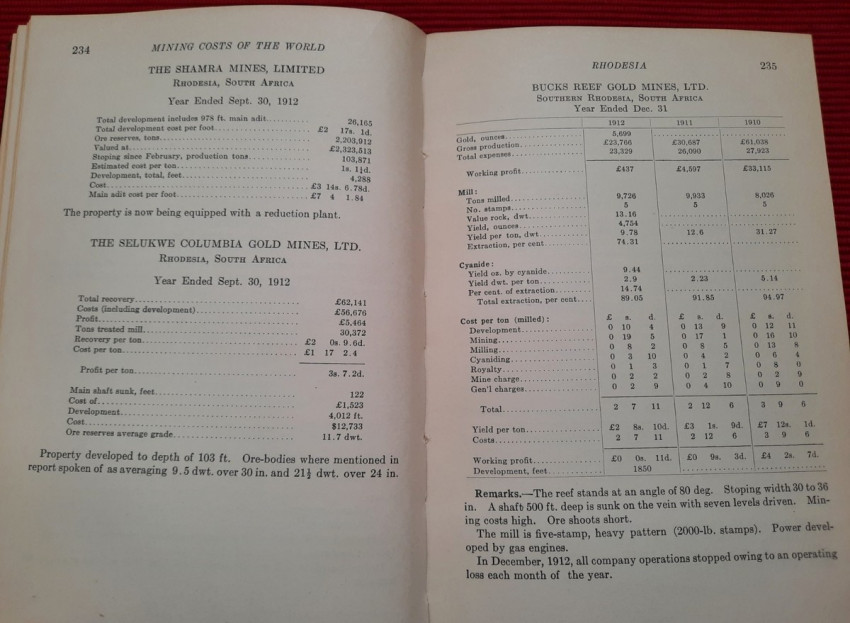 234
MINING COSTS OF THE WORLD
THE SHAMRA MINES, LIMITED
RHODESIA, SOUTH AFRICA
Year Ended Sept. 30, 1912
Total development includes 978 ft. main adit.......... 26,165
Total development cost per foot.......... £2 17s. 1d.
Ore reserves, tons.......... 2,203,912
Valued at.......... £2,323,513
Stoping since February, production tons.......... 103,871
Estimated cost per ton.......... 1s. 1½d.
Development, total, feet.......... 4,288
Cost.......... £3 14s. 6.78d.
Main adit cost per foot.......... £7 4 1.84
The property is now being equipped with a reduction plant.
THE SELUKWE COLUMBIA GOLD MINES, LTD.
RHODESIA, SOUTH AFRICA
Year Ended Sept. 30, 1912
Total recovery.......... £62,141
Costs (including development).......... £56,676
Profit.......... £5,464
Tons treated mill.......... 30,372
Recovery per ton.......... £2 0s. 9.6d.
Cost per ton.......... £1 17 2.4
Profit per ton.......... 3s. 7.2d.
Main shaft sunk, feet.......... 122
Cost of.......... £1,523
Development.......... 4,012 ft.
Cost.......... $12,733
Ore reserves average grade.......... 11.7 dwt.
Property developed to depth of 103 ft. Ore-bodies where mentioned in
report spoken of as averaging 9.5 dwt. over 30 in. and 21½ dwt. over 24 in.
RHODESIA
235
BUCKS REEF GOLD MINES, LTD.
SOUTHERN RHODESIA, SOUTH AFRICA
Year Ended Dec. 31
1912 1911 1910
Gold, ounces.......... 5,699
Gross production.......... £23,766 £30,687 £61,038
Total expenses.......... 23,329 26,090 27,923
Working profit.......... £437 £4,597 £33,115
Mill:
Tons milled.......... 9,726 9,933 8,026
No. stamps.......... 5 5 5
Value rock, dwt.......... 13.16
Yield, ounces.......... 4,754
Yield per ton, dwt.......... 9.78 12.6 31.27
Extraction, per cent.......... 74.31
Cyanide:
Yield oz. by cyanide.......... 9.44
Yield dwt. per ton.......... 2.9 2.23 5.14
Per cent. of extraction.......... 14.74
Total extraction, per cent.... 89.05 91.85 94.97
Cost per ton (milled): £ s. d. £ s. d. £ s. d.
Development.......... 0 10 4 0 13 9 0 12 11
Mining.......... 0 19 5 0 17 1 0 16 10
Milling.......... 0 8 2 0 8 5 0 13 8
Cyaniding.......... 0 3 10 0 4 2 0 6 4
Royalty.......... 0 1 3 0 1 7 0 8 0
Mine charge.......... 0 2 2 0 2 8 0 2 9
Gen'l charges.......... 0 2 9 0 4 10 0 9 0
Total.......... 2 7 11 2 12 6 3 9 6
Yield per ton.......... £2 8s. 10d. £3 1s. 9d. £7 12s. 1d.
Costs.......... 2 7 11 2 12 6 3 9 6
Working profit.......... £0 0s. 11d. £0 9s. 3d. £4 2s. 7d.
Development, feet.......... 1850
Remarks.—The reef stands at an angle of 80 deg. Stoping width 30 to 36
in. A shaft 500 ft. deep is sunk on the vein with seven levels driven. Min-
ing costs high. Ore shoots short.
The mill is five-stamp, heavy pattern (2000-lb. stamps). Power devel-
oped by gas engines.
In December, 1912, all company operations stopped owing to an operating
loss each month of the year.